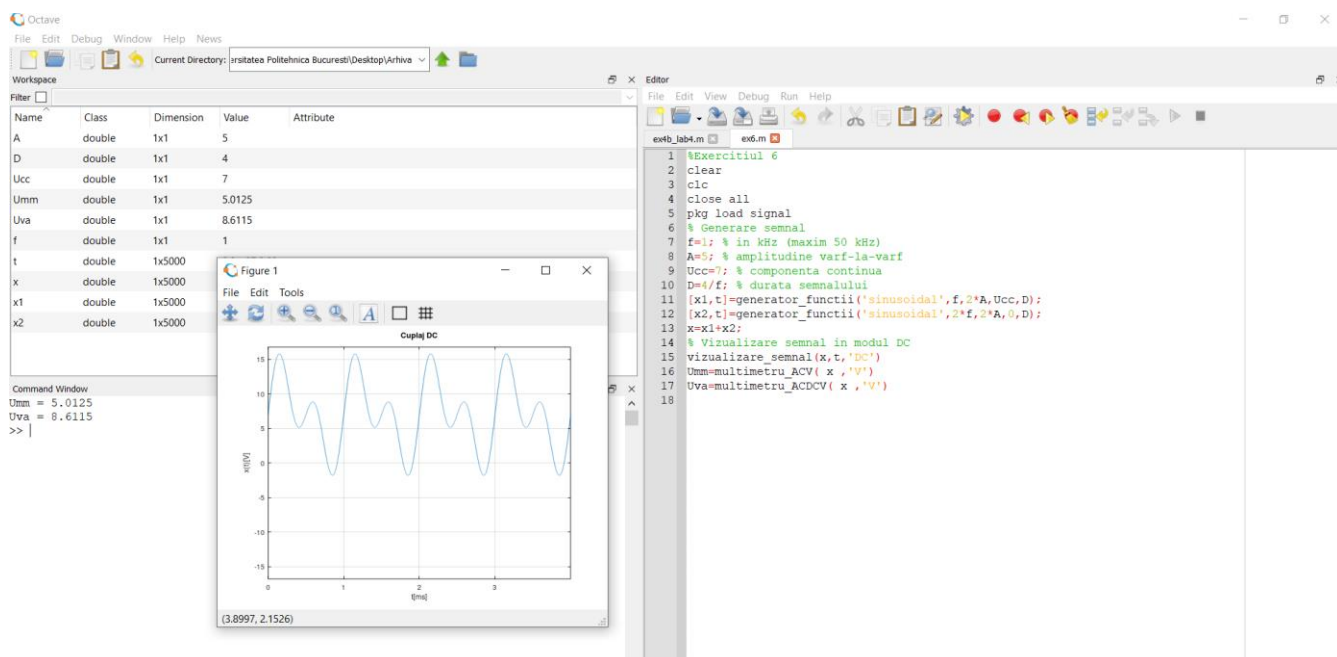 Octave
File Edit Debug Window Help News
Current Directory: ersitatea Politehnica Bucuresti\Desktop\Arhiva
Workspace
Filter
Name Class Dimension Value Attribute
A double 1x1 5
D double 1x1 4
Ucc double 1x1 7
Umm double 1x1 5.0125
Uva double 1x1 8.6115
f double 1x1 1
t double 1x5000
x double 1x5000
x1 double 1x5000
x2 double 1x5000
Command Window
Umm = 5.0125
Uva = 8.6115
>>
Figure 1
File Edit Tools
A
Cuplaj DC
15
10
5
0
-5
-10
-15
x(t)[V]
0 1 2 3
t[ms]
(3.8997, 2.1526)
Editor
File Edit View Debug Run Help
ex4b_lab4.m ex6.m
1 %Exercitiul 6
2 clear
3 clc
4 close all
5 pkg load signal
6 % Generare semnal
7 f=1; % in kHz (maxim 50 kHz)
8 A=5; % amplitudine varf-la-varf
9 Ucc=7; % componenta continua
10 D=4/f; % durata semnalului
11 [x1,t]=generator_functii('sinusoidal',f,2*A,Ucc,D);
12 [x2,t]=generator_functii('sinusoidal',2*f,2*A,0,D);
13 x=x1+x2;
14 % Vizualizare semnal in modul DC
15 vizualizare_semnal(x,t,'DC')
16 Umm=multimetru_ACV( x ,'V')
17 Uva=multimetru_ACDCV( x ,'V')
18